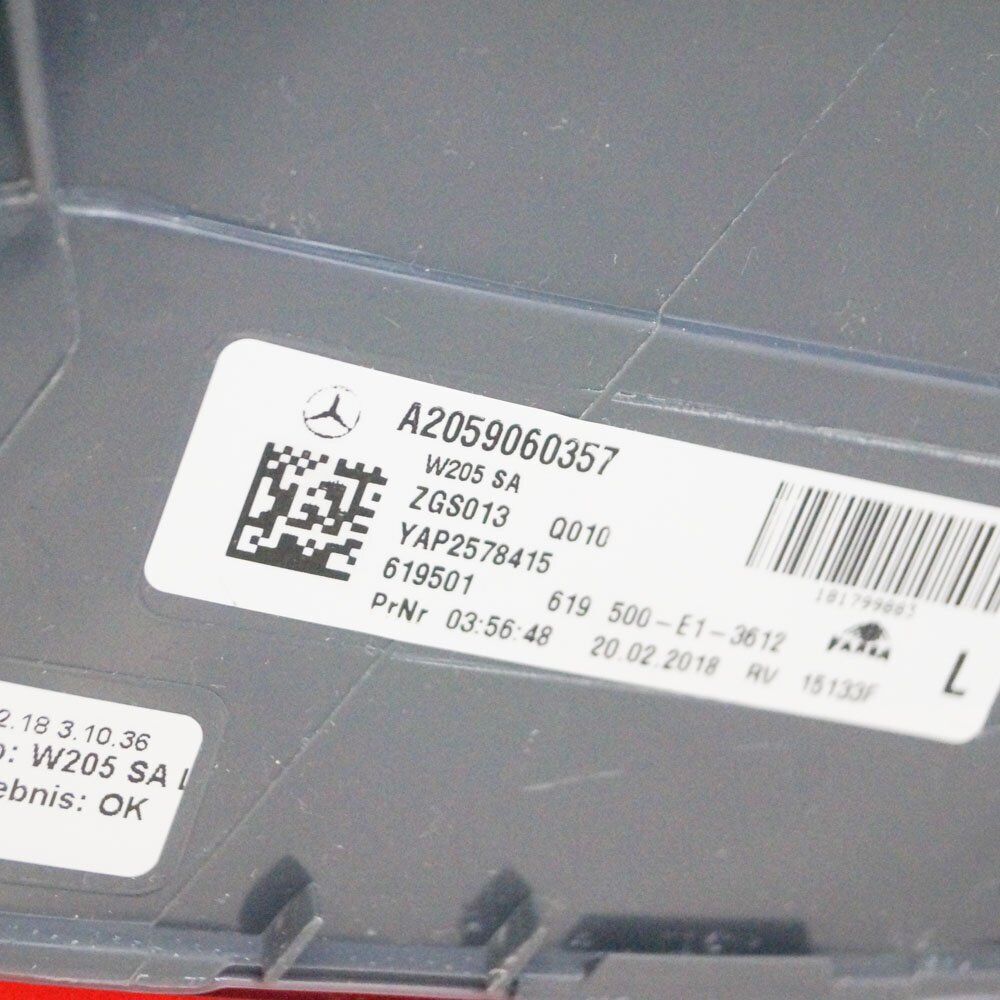 A2059060357
W205 SA
ZGS013 Q010
YAP2578415
619501 619 500-E1-3612
PrNr 03:56:48 20.02.2018 RV 15133F
181799883
L
2.18 3.10.36
: W205 SA L
ebnis: OK